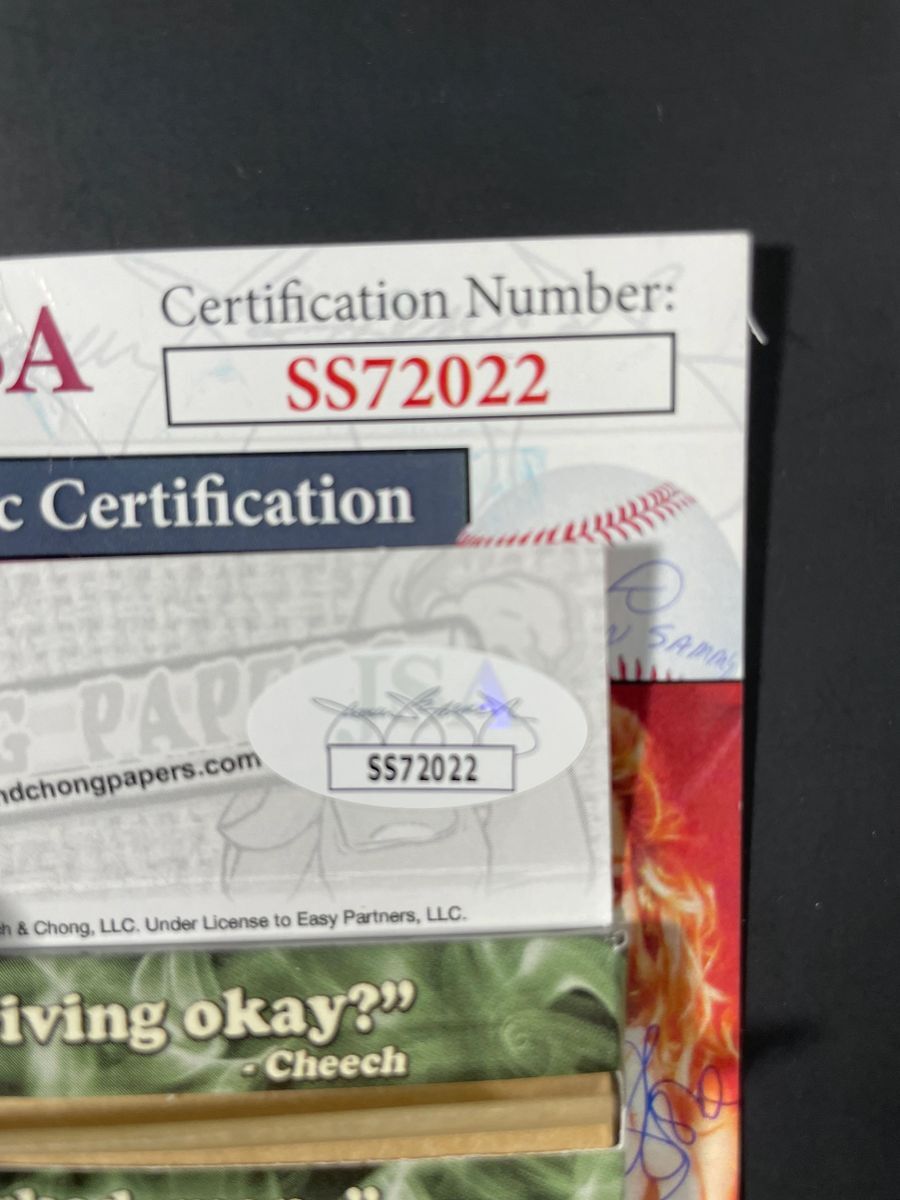 Certification Number:
SA
SS72022
c Certification
N SAMMY
G PAPE
JSA
SS72022
ndchongpapers.com
h & Chong, LLC. Under License to Easy Partners, LLC.
iving okay?”
- Cheech